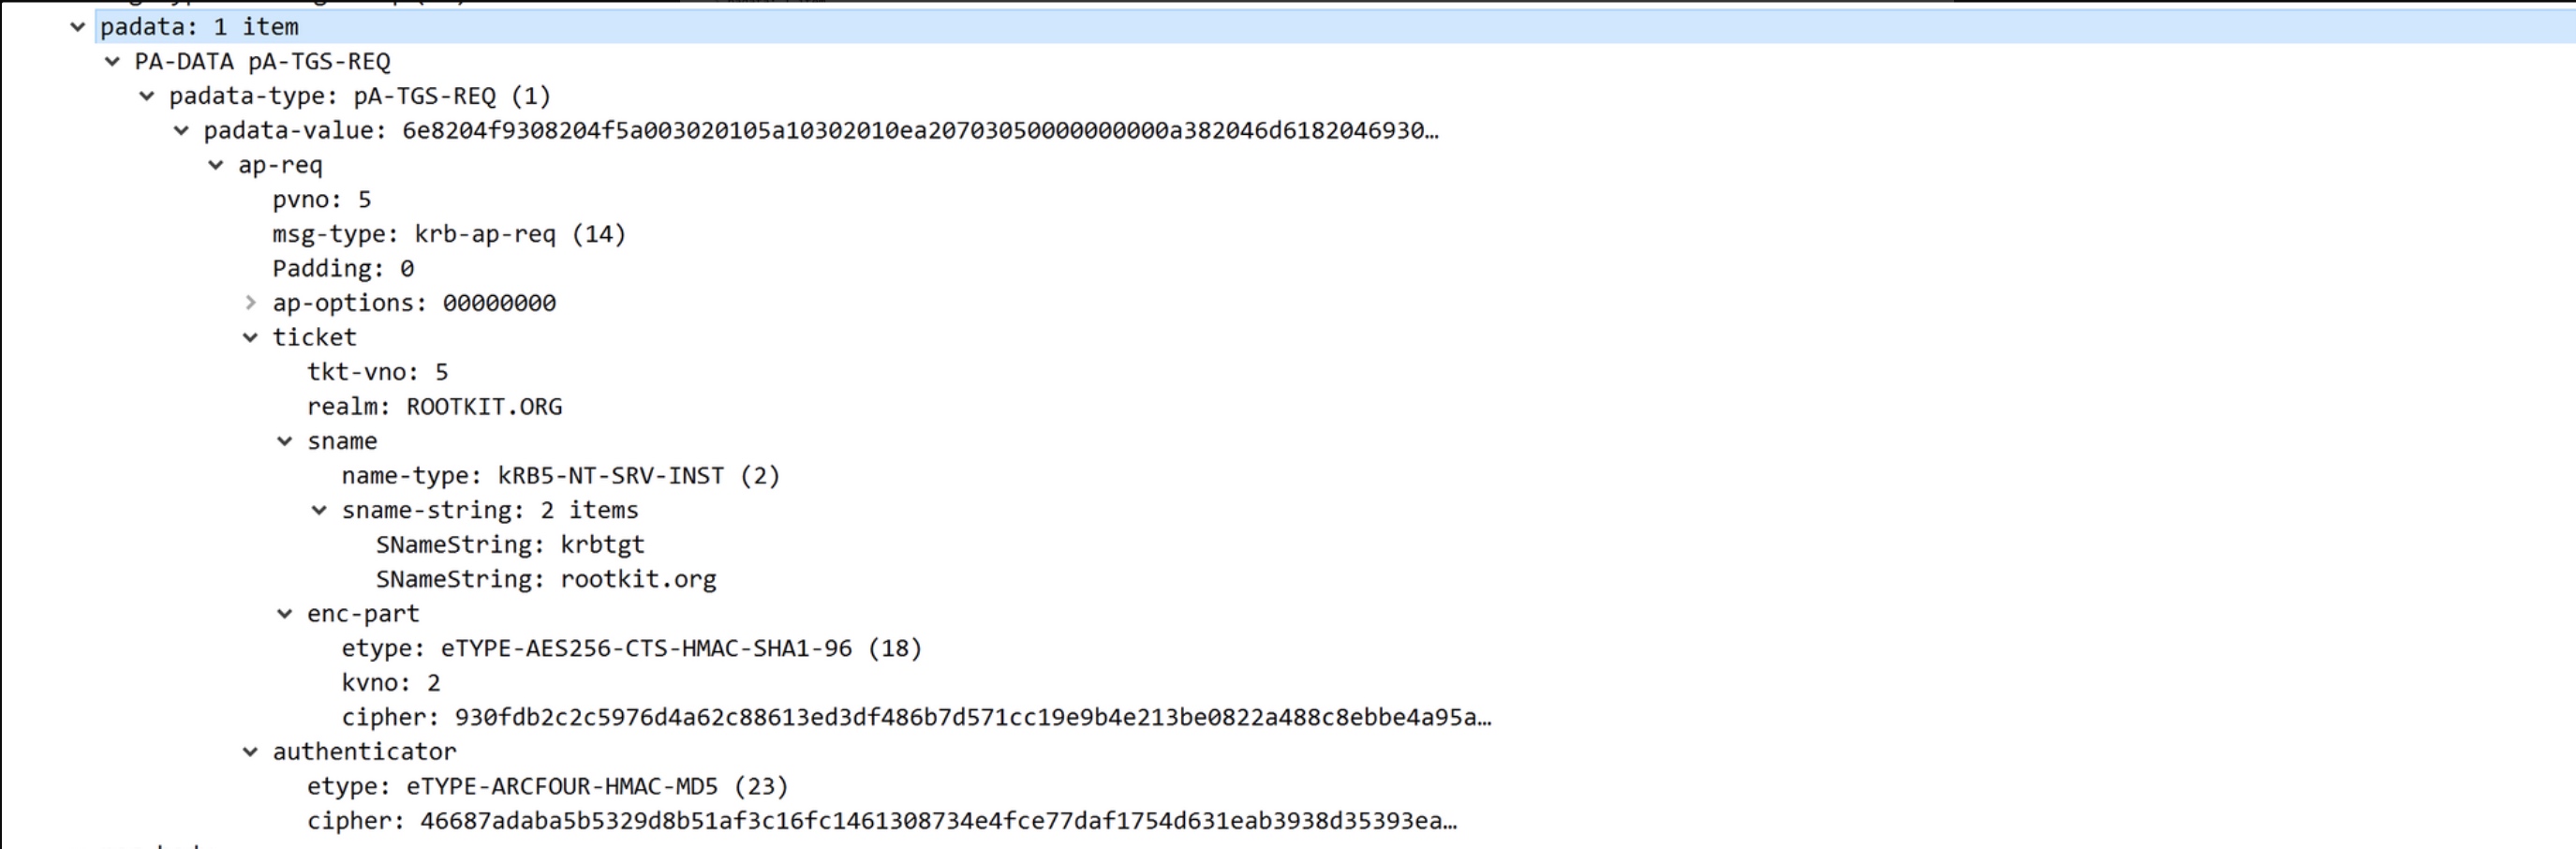 padata: 1 item
PA-DATA pA-TGS-REQ
padata-type: pA-TGS-REQ (1)
padata-value: 6e8204f9308204f5a003020105a10302010ea20703050000000000a382046d6182046930…
ap-req
pvno: 5
msg-type: krb-ap-req (14)
Padding: 0
ap-options: 00000000
ticket
tkt-vno: 5
realm: ROOTKIT.ORG
sname
name-type: kRB5-NT-SRV-INST (2)
sname-string: 2 items
SNameString: krbtgt
SNameString: rootkit.org
enc-part
etype: eTYPE-AES256-CTS-HMAC-SHA1-96 (18)
kvno: 2
cipher: 930fdb2c2c5976d4a62c88613ed3df486b7d571cc19e9b4e213be0822a488c8ebbe4a95a…
authenticator
etype: eTYPE-ARCFOUR-HMAC-MD5 (23)
cipher: 46687adaba5b5329d8b51af3c16fc1461308734e4fce77daf1754d631eab3938d35393ea…